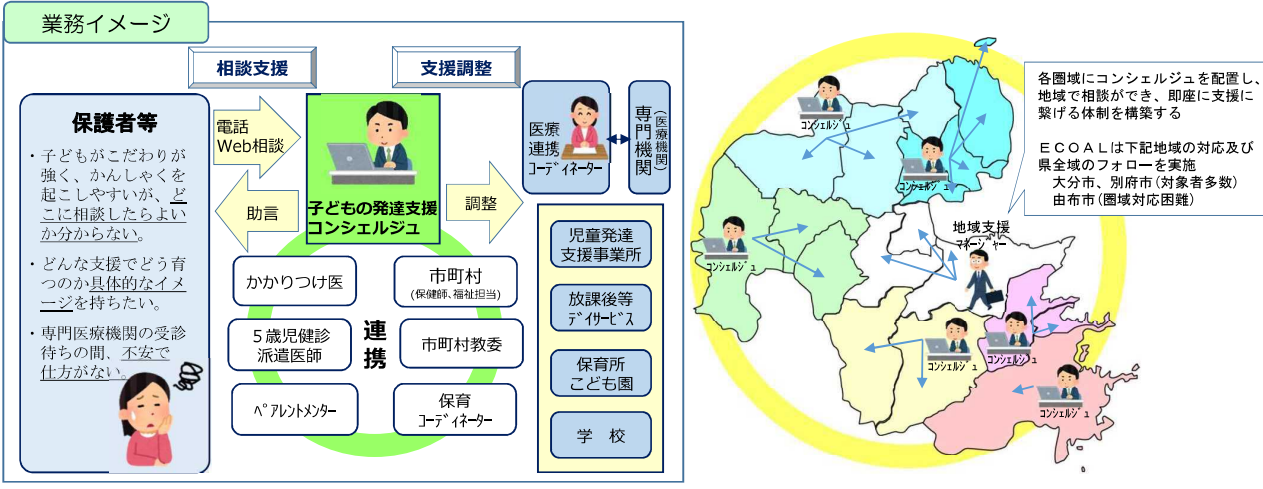 業務イメージ
相談支援
支援調整
保護者等
・子どもがこだわりが
強く、かんしゃくを
起こしやすいが、ど
こに相談したらよい
か分からない。
・どんな支援でどう育
つのか具体的なイメ
ージを持ちたい。
・専門医療機関の受診
待ちの間、不安で
仕方がない。
電話
Web相談
助言
子どもの発達支援
コンシェルジュ
調整
医療
連携
コーディネーター
専門機関
(医療機関)
かかりつけ医
市町村
(保健師、福祉担当)
5歳児健診
派遣医師
連携
市町村教委
ペアレントメンター
保育
コーディネーター
児童発達
支援事業所
放課後等
デイサービス
保育所
こども園
学 校
コンシェルジュ
コンシェルジュ
コンシェルジュ
地域支援
マネージャー
コンシェルジュ
コンシェルジュ
コンシェルジュ
各圏域にコンシェルジュを配置し、
地域で相談ができ、即座に支援に
繋げる体制を構築する
ECOALは下記地域の対応及び
県全域のフォローを実施
大分市、別府市(対象者多数)
由布市(圏域対応困難)